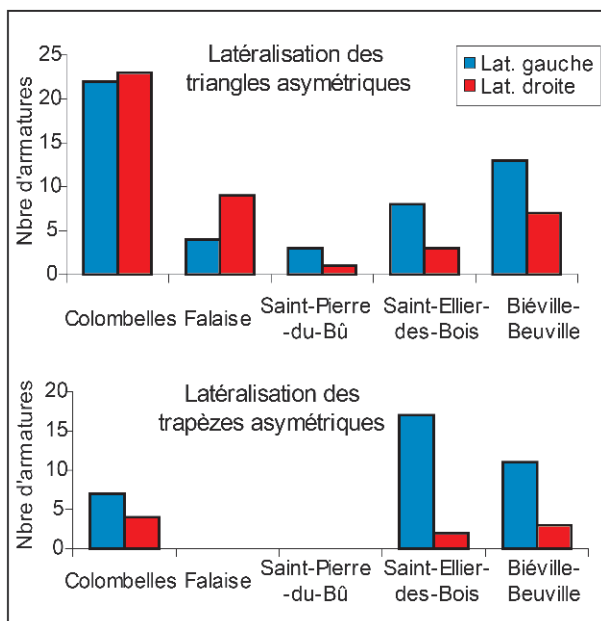 Latéralisation des
triangles asymétriques
Lat. gauche
Lat. droite
Nbre d'armatures
25
20
15
10
5
0
Colombelles
Falaise
Saint-Pierre
-du-Bû
Saint-Ellier-
des-Bois
Biéville-
Beuville
Latéralisation des
trapèzes asymétriques
Nbre d'armatures
20
15
10
5
0
Colombelles
Falaise
Saint-Pierre
-du-Bû
Saint-Ellier-
des-Bois
Biéville-
Beuville